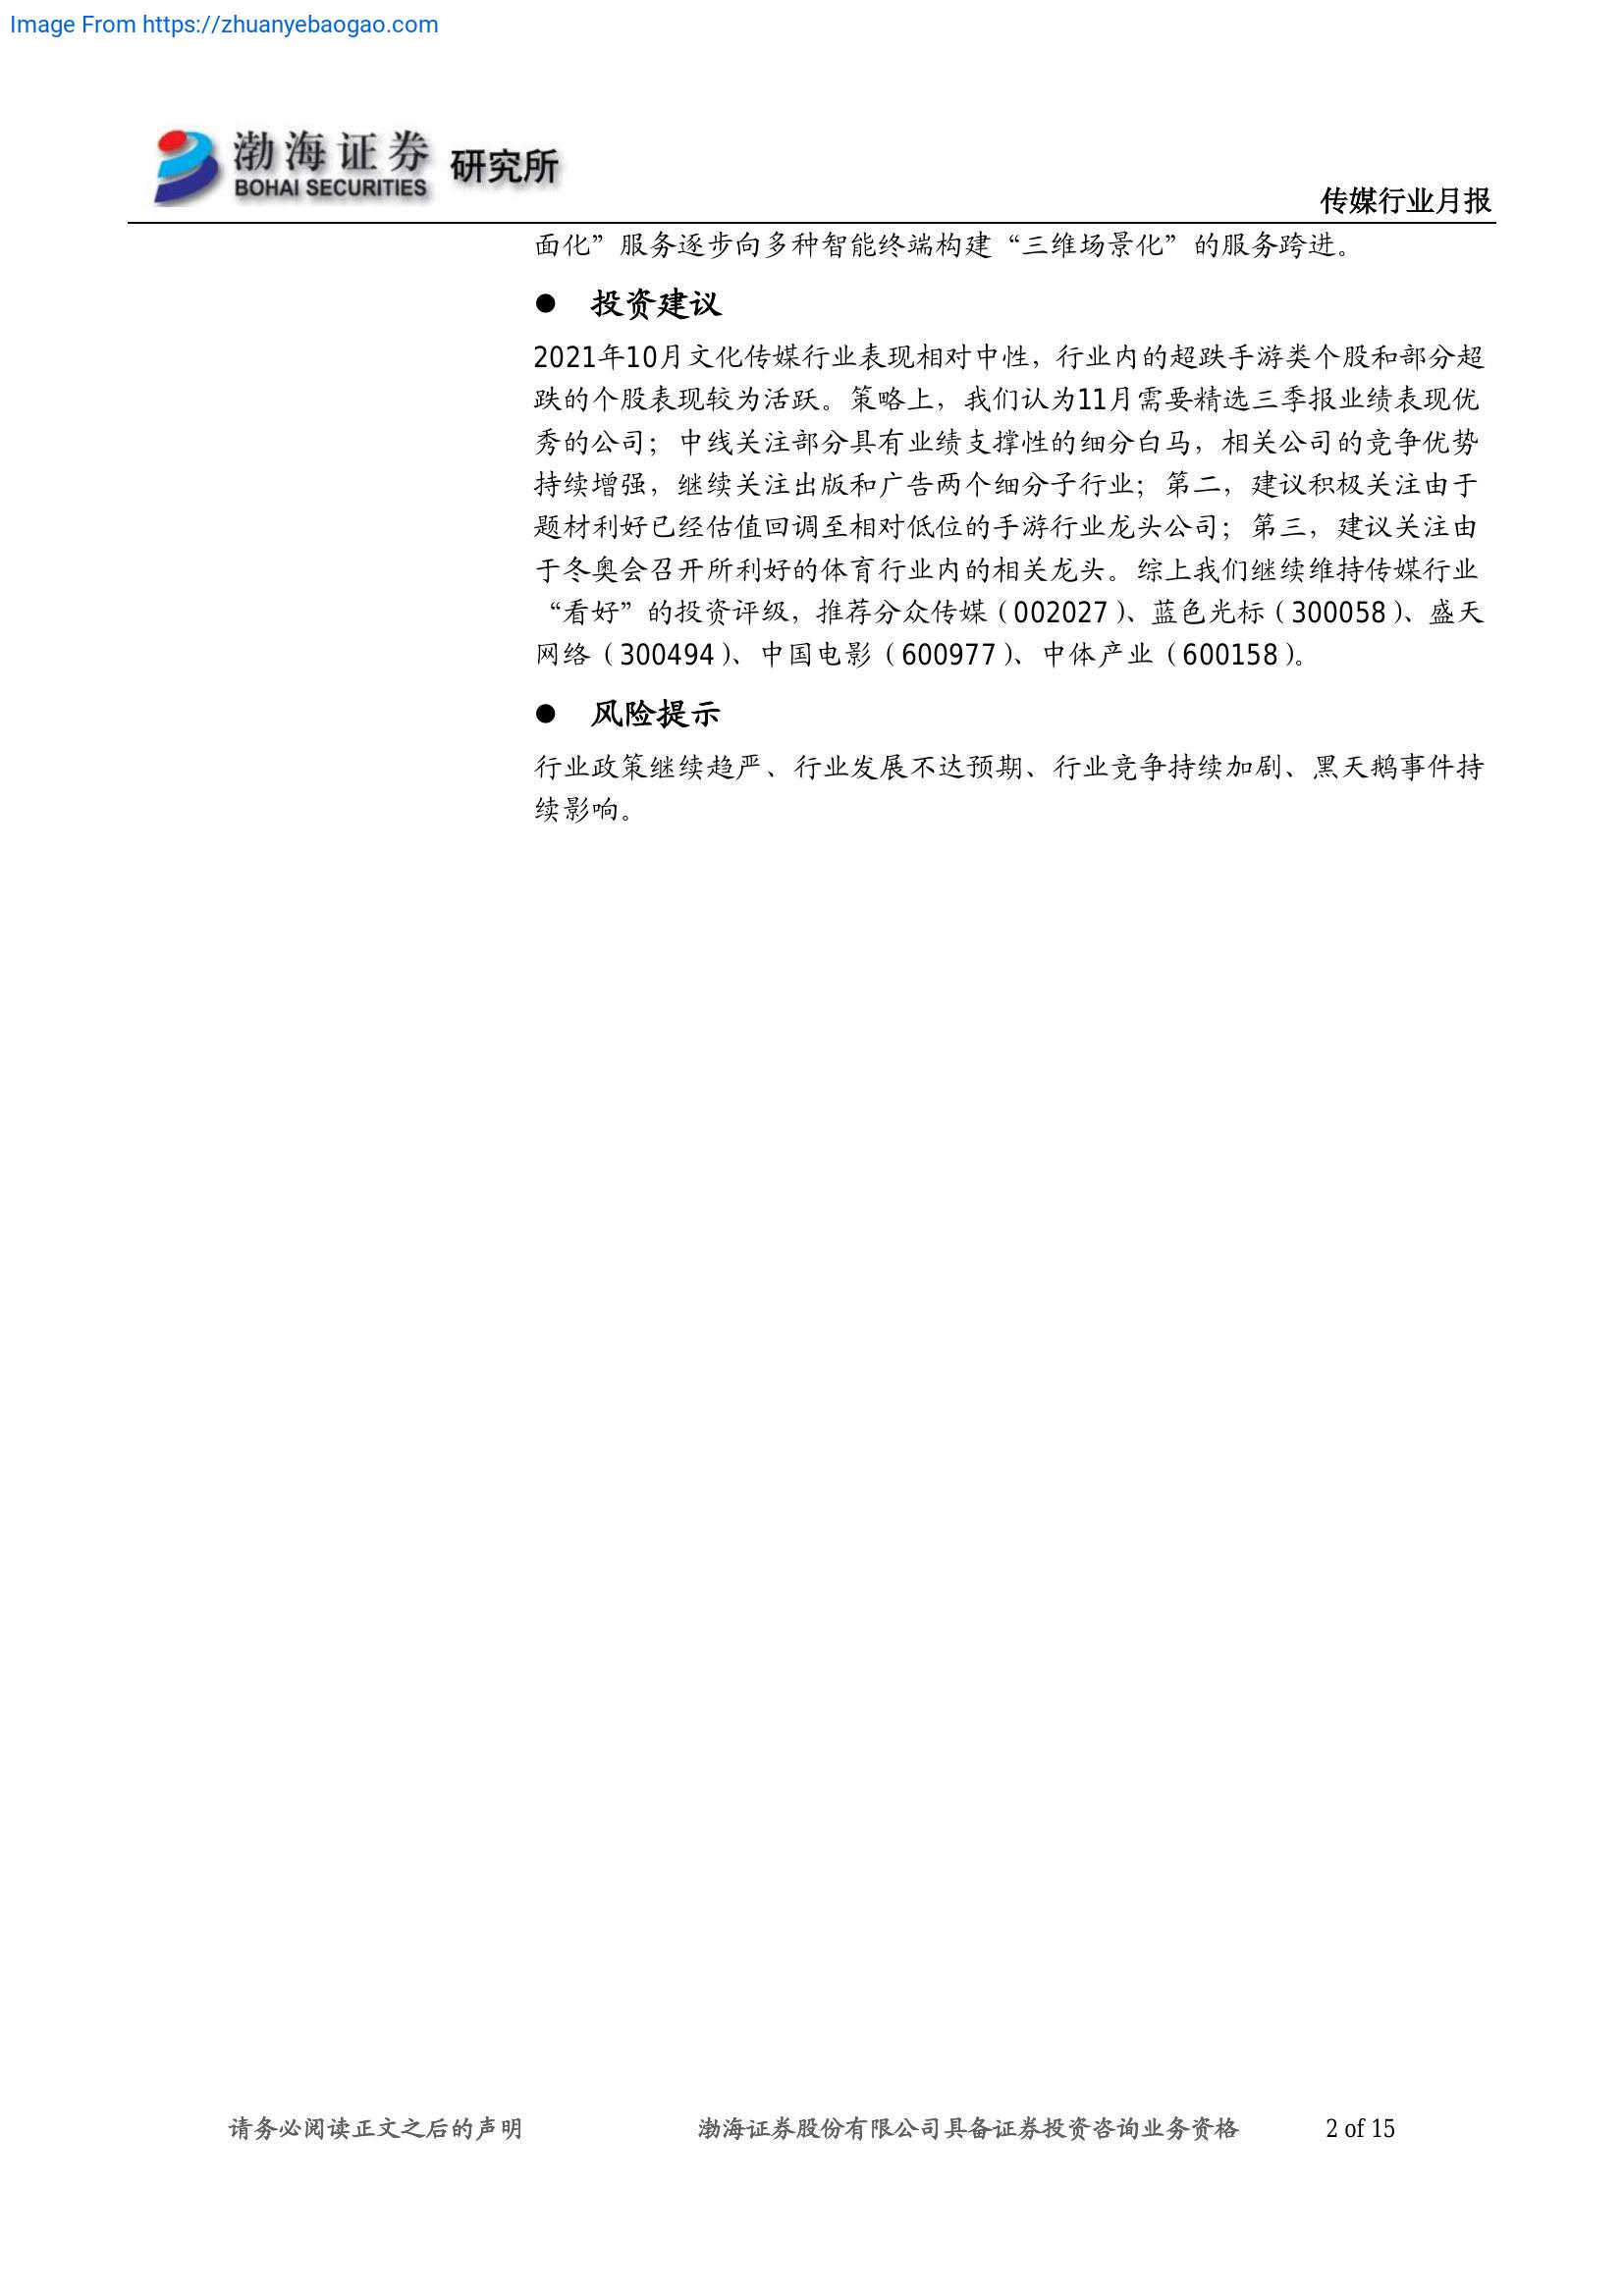 Image From https://zhuanyebaogao.com
渤海证券 研究所
BOHAI SECURITIES
传媒行业月报
面化”服务逐步向多种智能终端构建“三维场景化”的服务跨进。
● 投资建议
2021年10月文化传媒行业表现相对中性，行业内的超跌手游类个股和部分超
跌的个股表现较为活跃。策略上，我们认为11月需要精选三季报业绩表现优
秀的公司；中线关注部分具有业绩支撑性的细分白马，相关公司的竞争优势
持续增强，继续关注出版和广告两个细分子行业；第二，建议积极关注由于
题材利好已经估值回调至相对低位的手游行业龙头公司；第三，建议关注由
于冬奥会召开所利好的体育行业内的相关龙头。综上我们继续维持传媒行业
“看好”的投资评级，推荐分众传媒（002027）、蓝色光标（300058）、盛天
网络（300494）、中国电影（600977）、中体产业（600158）。
● 风险提示
行业政策继续趋严、行业发展不达预期、行业竞争持续加剧、黑天鹅事件持
续影响。
请务必阅读正文之后的声明 渤海证券股份有限公司具备证券投资咨询业务资格 2 of 15